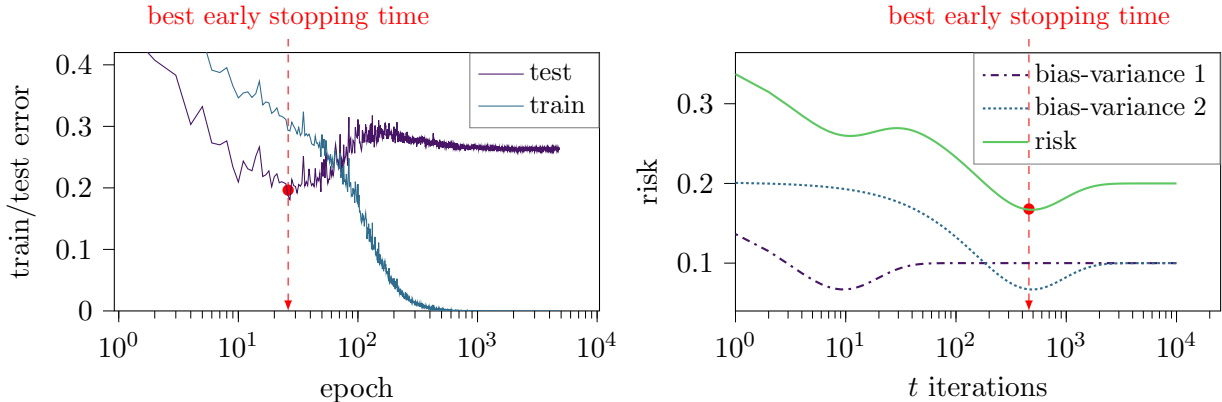 best early stopping time
0.4
0.3
0.2
0.1
0
train/test error
test
train
10^0
10^1
10^2
10^3
10^4
epoch
best early stopping time
0.3
0.2
0.1
risk
bias-variance 1
bias-variance 2
risk
10^0
10^1
10^2
10^3
10^4
t iterations